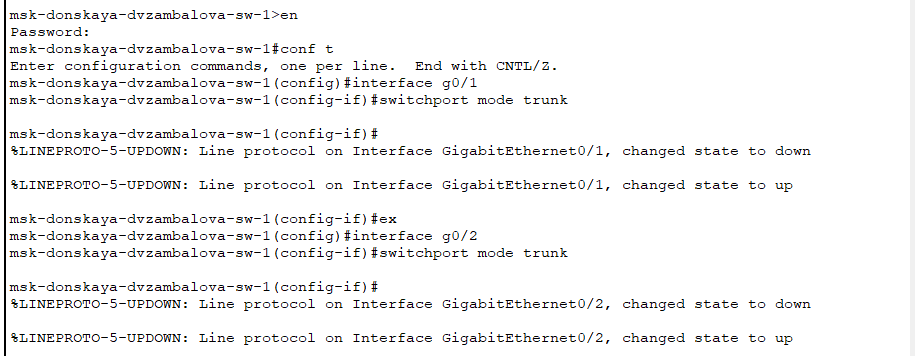 msk-donskaya-dvzambalova-sw-1>en
Password:
msk-donskaya-dvzambalova-sw-1#conf t
Enter configuration commands, one per line.  End with CNTL/Z.
msk-donskaya-dvzambalova-sw-1(config)#interface g0/1
msk-donskaya-dvzambalova-sw-1(config-if)#switchport mode trunk
msk-donskaya-dvzambalova-sw-1(config-if)#
%LINEPROTO-5-UPDOWN: Line protocol on Interface GigabitEthernet0/1, changed state to down
%LINEPROTO-5-UPDOWN: Line protocol on Interface GigabitEthernet0/1, changed state to up
msk-donskaya-dvzambalova-sw-1(config-if)#ex
msk-donskaya-dvzambalova-sw-1(config)#interface g0/2
msk-donskaya-dvzambalova-sw-1(config-if)#switchport mode trunk
msk-donskaya-dvzambalova-sw-1(config-if)#
%LINEPROTO-5-UPDOWN: Line protocol on Interface GigabitEthernet0/2, changed state to down
%LINEPROTO-5-UPDOWN: Line protocol on Interface GigabitEthernet0/2, changed state to up